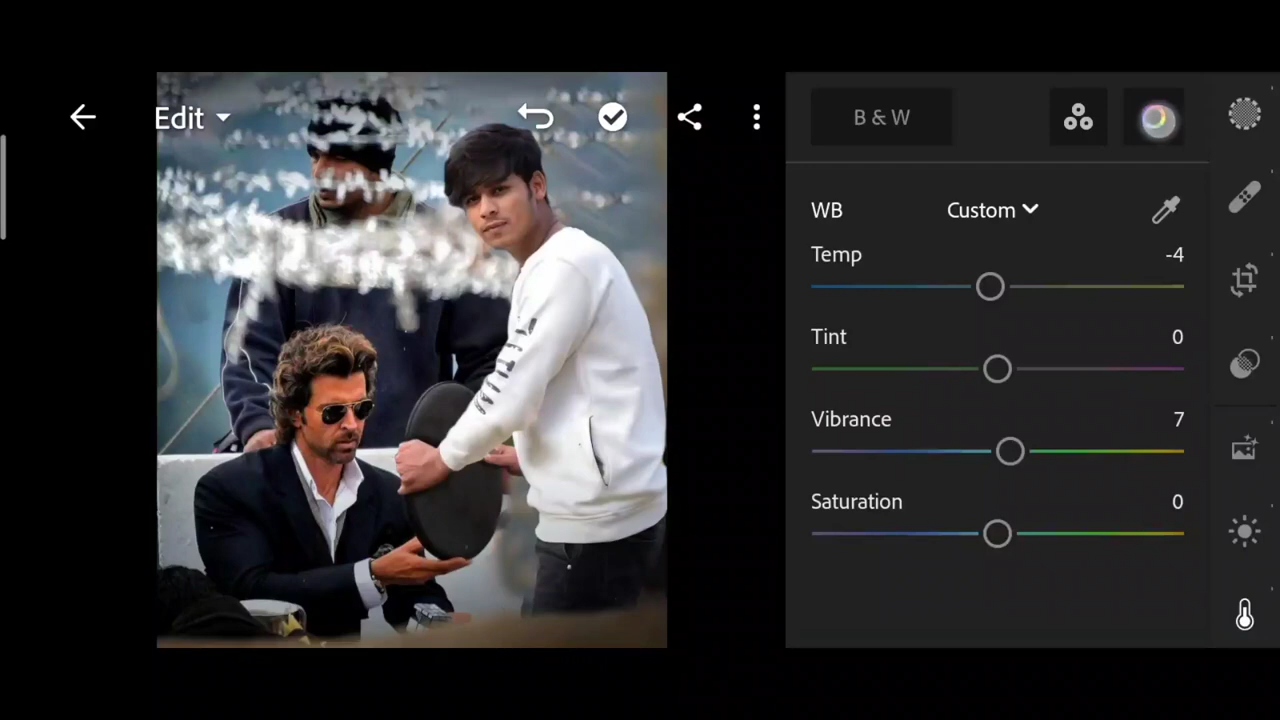 Edit
B & W
WB Custom
Temp -4
Tint 0
Vibrance 7
Saturation 0